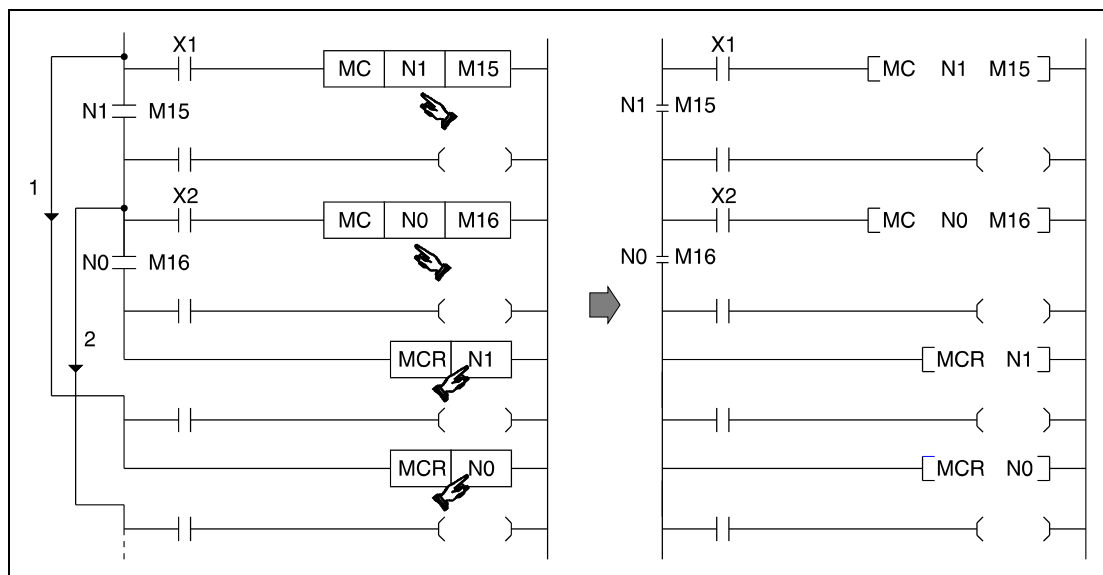 X1
MC N1 M15
N1 M15
1
X2
MC N0 M16
N0 M16
2
MCR N1
MCR N0
X1
MC N1 M15
N1 M15
X2
MC N0 M16
N0 M16
MCR N1
MCR N0